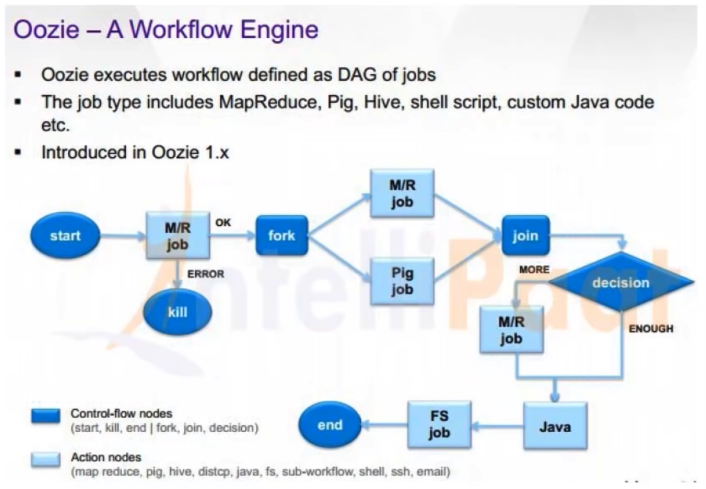 Oozie – A Workflow Engine
▪ Oozie executes workflow defined as DAG of jobs
▪ The job type includes MapReduce, Pig, Hive, shell script, custom Java code
etc.
▪ Introduced in Oozie 1.x
start
M/R
job
OK
ERROR
kill
fork
M/R
job
Pig
job
join
MORE
decision
M/R
job
ENOUGH
Java
FS
job
end
Control-flow nodes
(start, kill, end | fork, join, decision)
Action nodes
(map reduce, pig, hive, distcp, java, fs, sub-workflow, shell, ssh, email)
IntelliPaat